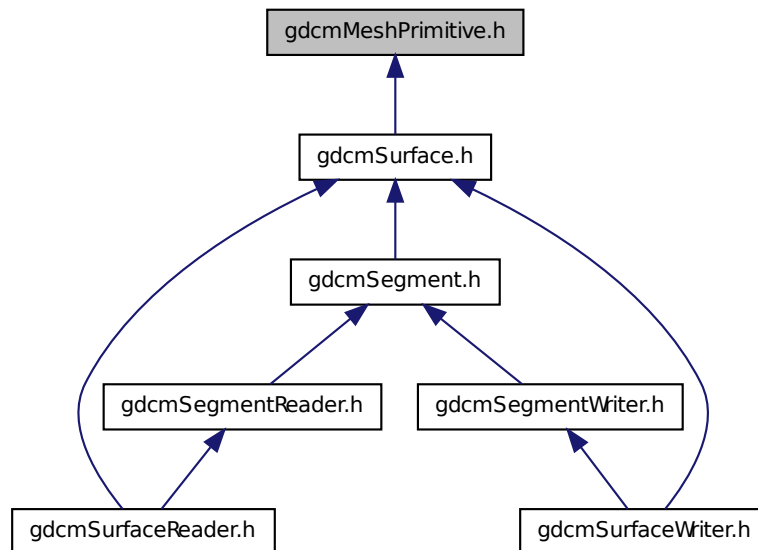 gdcmMeshPrimitive.h
gdcmSurface.h
gdcmSegment.h
gdcmSegmentReader.h
gdcmSegmentWriter.h
gdcmSurfaceReader.h
gdcmSurfaceWriter.h